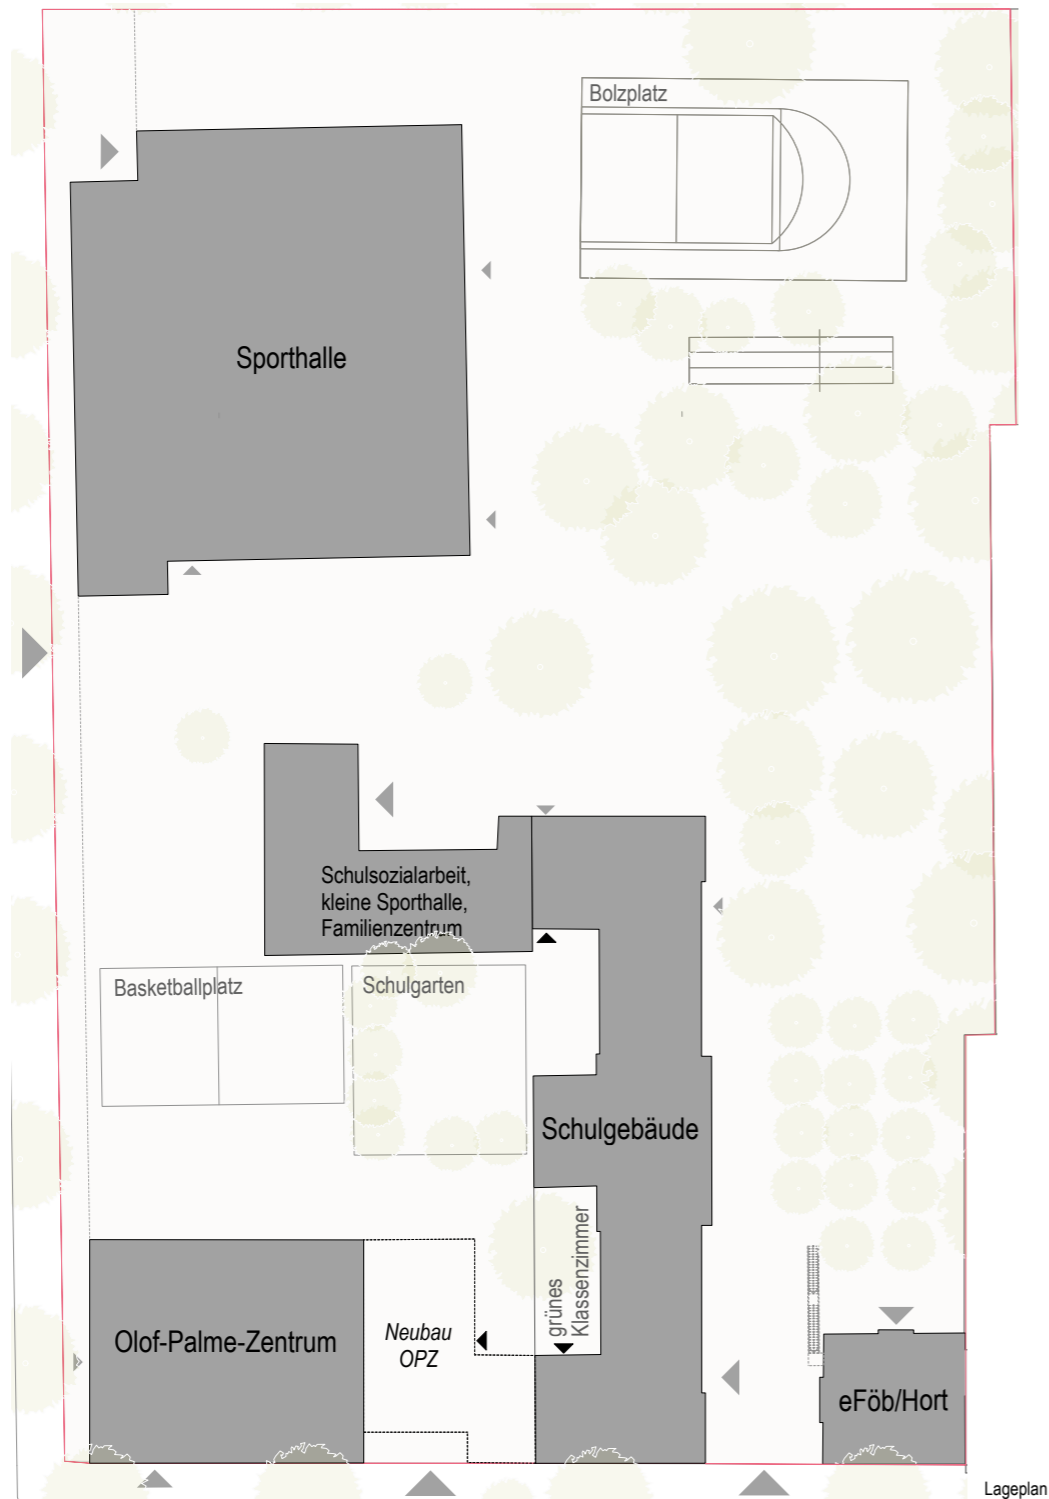 Bolzplatz
Sporthalle
Schulsozialarbeit,
kleine Sporthalle,
Familienzentrum
Basketballplatz
Schulgarten
Schulgebäude
grünes
Klassenzimmer
Olof-Palme-Zentrum
Neubau
OPZ
eFöb/Hort
Lageplan